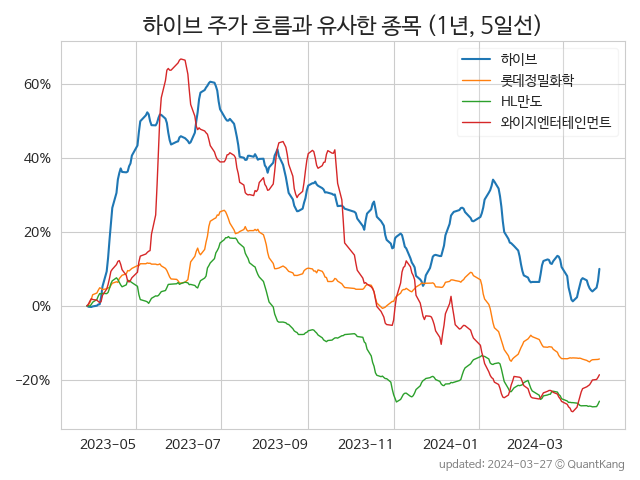 하이브 주가 흐름과 유사한 종목 (1년, 5일선)
하이브
롯데정밀화학
HL만도
와이지엔터테인먼트
60%
40%
20%
0%
−20%
2023-05 2023-07 2023-09 2023-11 2024-01 2024-03
updated: 2024-03-27 © QuantKang